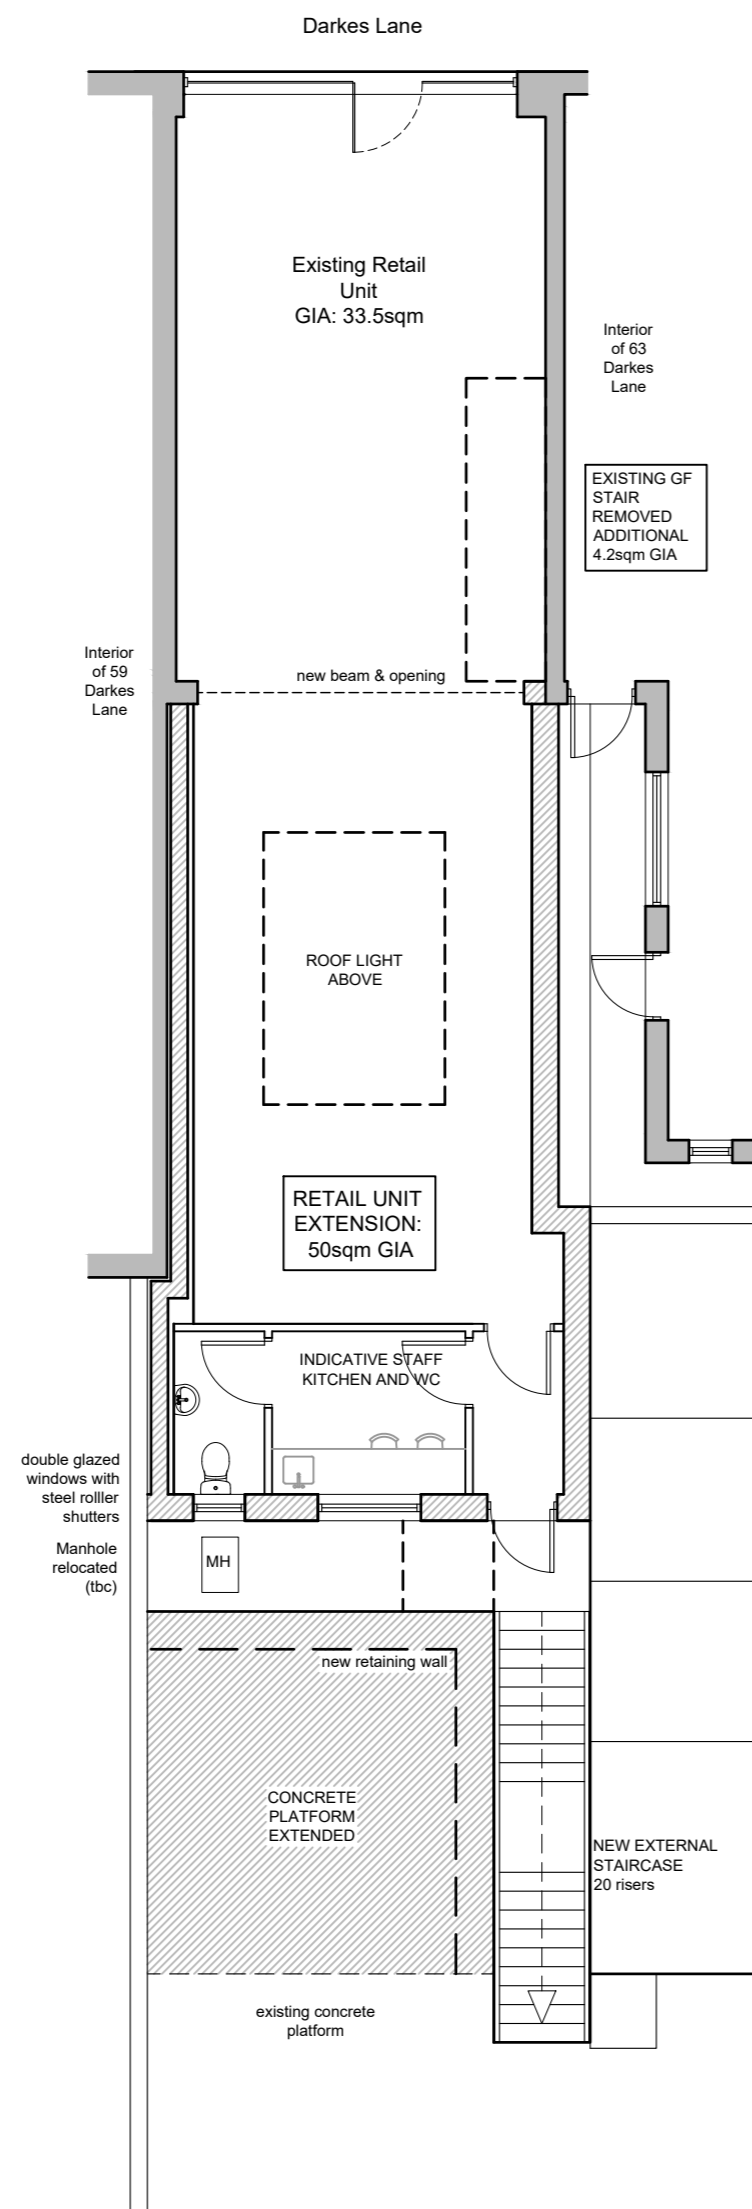 Darkes Lane
Existing Retail
Unit
GIA: 33.5sqm
Interior
of 63
Darkes
Lane
EXISTING GF
STAIR
REMOVED
ADDITIONAL
4.2sqm GIA
Interior
of 59
Darkes
Lane
new beam & opening
ROOF LIGHT
ABOVE
RETAIL UNIT
EXTENSION:
50sqm GIA
INDICATIVE STAFF
KITCHEN AND WC
double glazed
windows with
steel rolller
shutters
Manhole
relocated
(tbc)
MH
new retaining wall
CONCRETE
PLATFORM
EXTENDED
NEW EXTERNAL
STAIRCASE
20 risers
existing concrete
platform